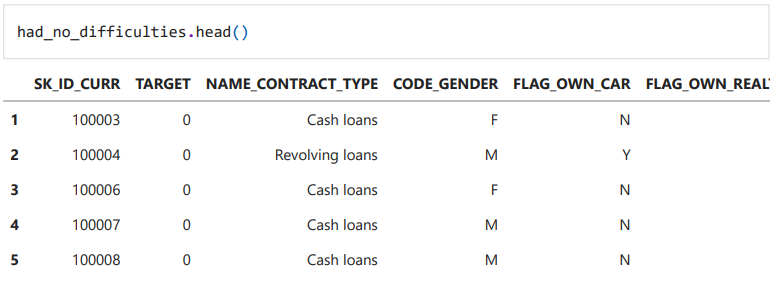 had_no_difficulties.head()
SK_ID_CURR TARGET NAME_CONTRACT_TYPE CODE_GENDER FLAG_OWN_CAR FLAG_OWN_REAL
1 100003 0 Cash loans F N
2 100004 0 Revolving loans M Y
3 100006 0 Cash loans F N
4 100007 0 Cash loans M N
5 100008 0 Cash loans M N